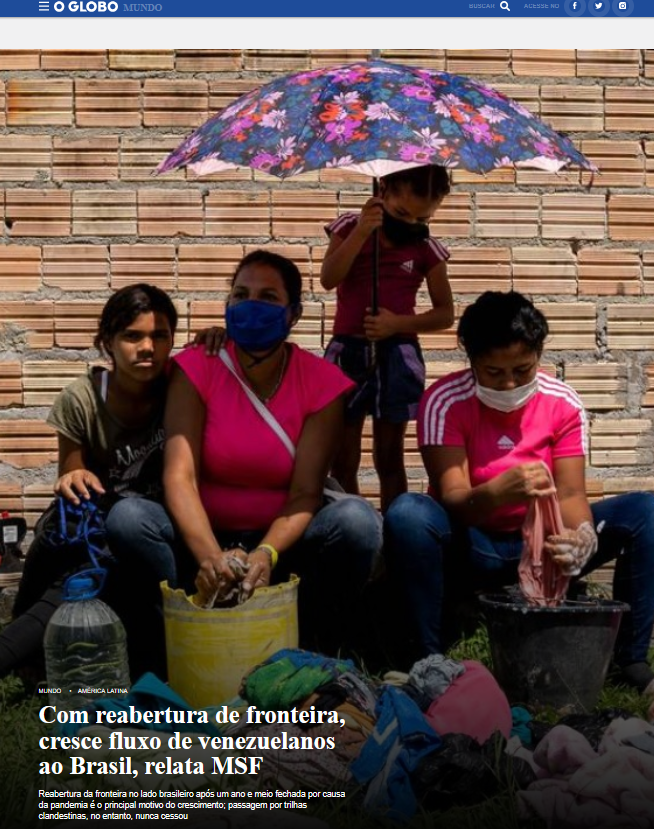 O GLOBO MUNDO
BUSCAR
ACESSE NO
MUNDO • AMÉRICA LATINA
Com reabertura de fronteira,
cresce fluxo de venezuelanos
ao Brasil, relata MSF
Reabertura da fronteira no lado brasileiro após um ano e meio fechada por causa
da pandemia é o principal motivo do crescimento; passagem por trilhas
clandestinas, no entanto, nunca cessou